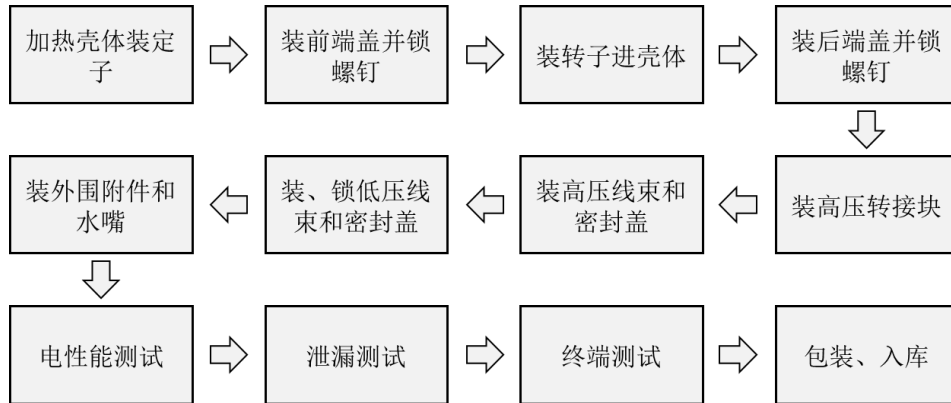 加热壳体装定
子
装前端盖并锁
螺钉
装转子进壳体
装后端盖并锁
螺钉
装高压转接块
装高压线束和
密封盖
装、锁低压线
束和密封盖
装外围附件和
水嘴
电性能测试
泄漏测试
终端测试
包装、入库